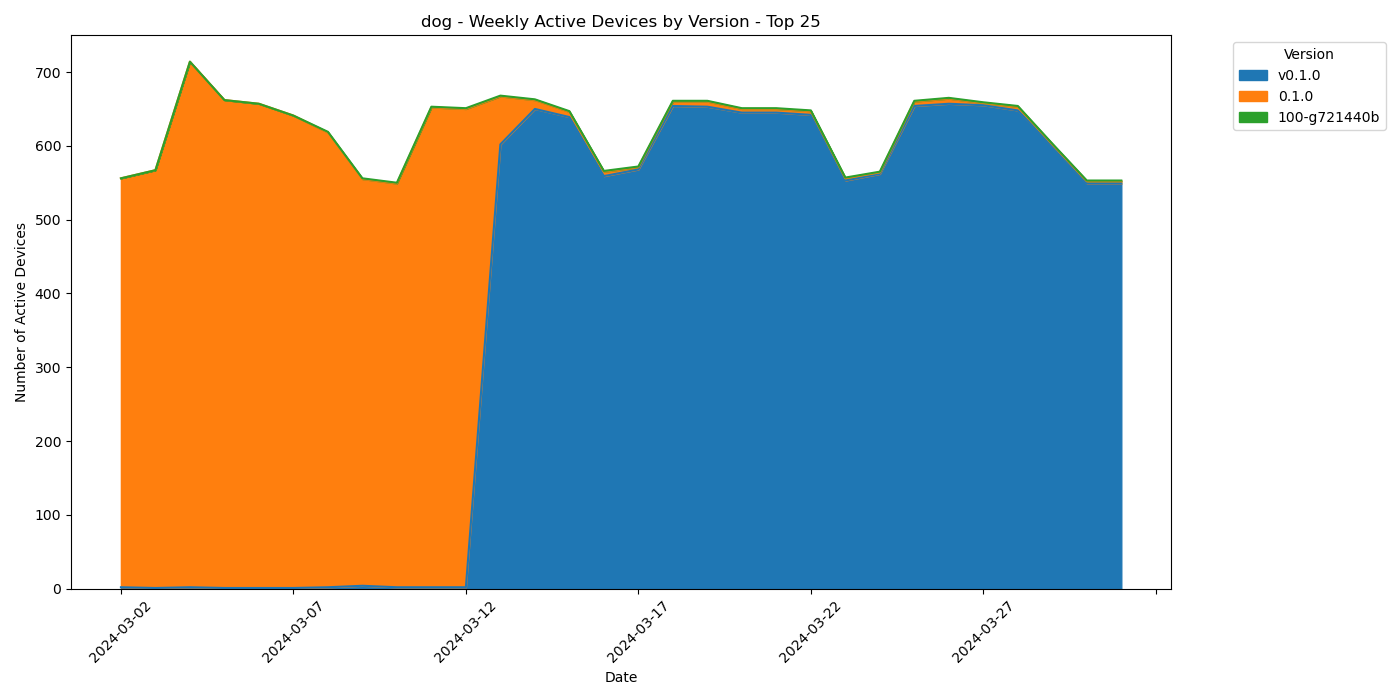 dog - Weekly Active Devices by Version - Top 25
Number of Active Devices
700
600
500
400
300
200
100
0
2024-03-02
2024-03-07
2024-03-12
2024-03-17
2024-03-22
2024-03-27
Date
Version
v0.1.0
0.1.0
100-g721440b